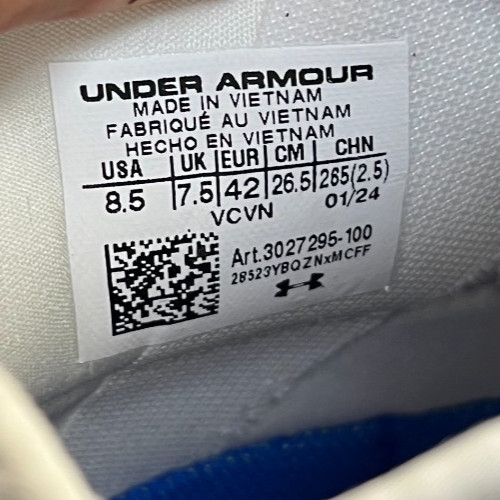 UNDER ARMOUR
MADE IN VIETNAM
FABRIQUÉ AU VIETNAM
HECHO EN VIETNAM
USA UK EUR CM CHN
8.5 7.5 42 26.5 265(2.5)
VCVN 01/24
Art.3027295-100
28523YBQZNxMCFF